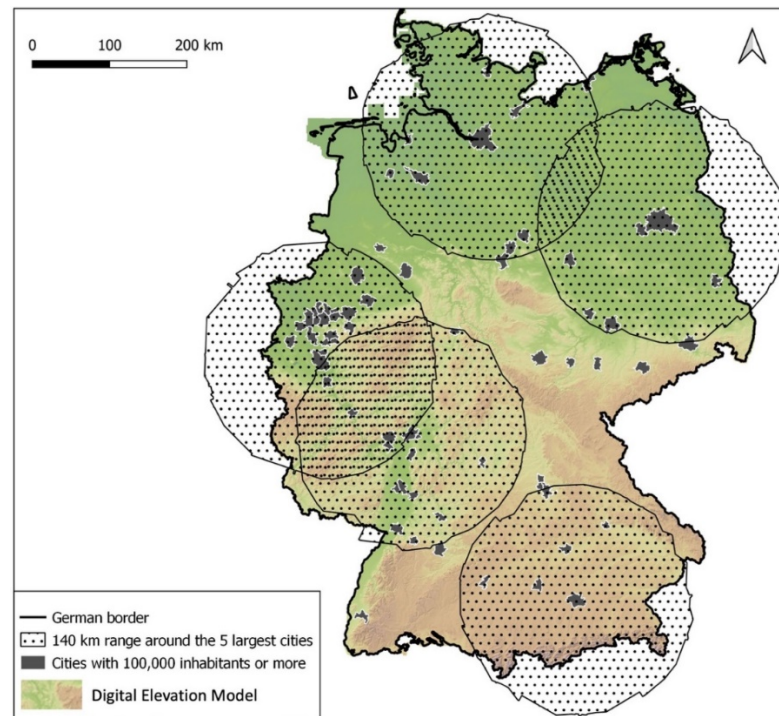 0 100 200 km
German border
140 km range around the 5 largest cities
Cities with 100,000 inhabitants or more
Digital Elevation Model